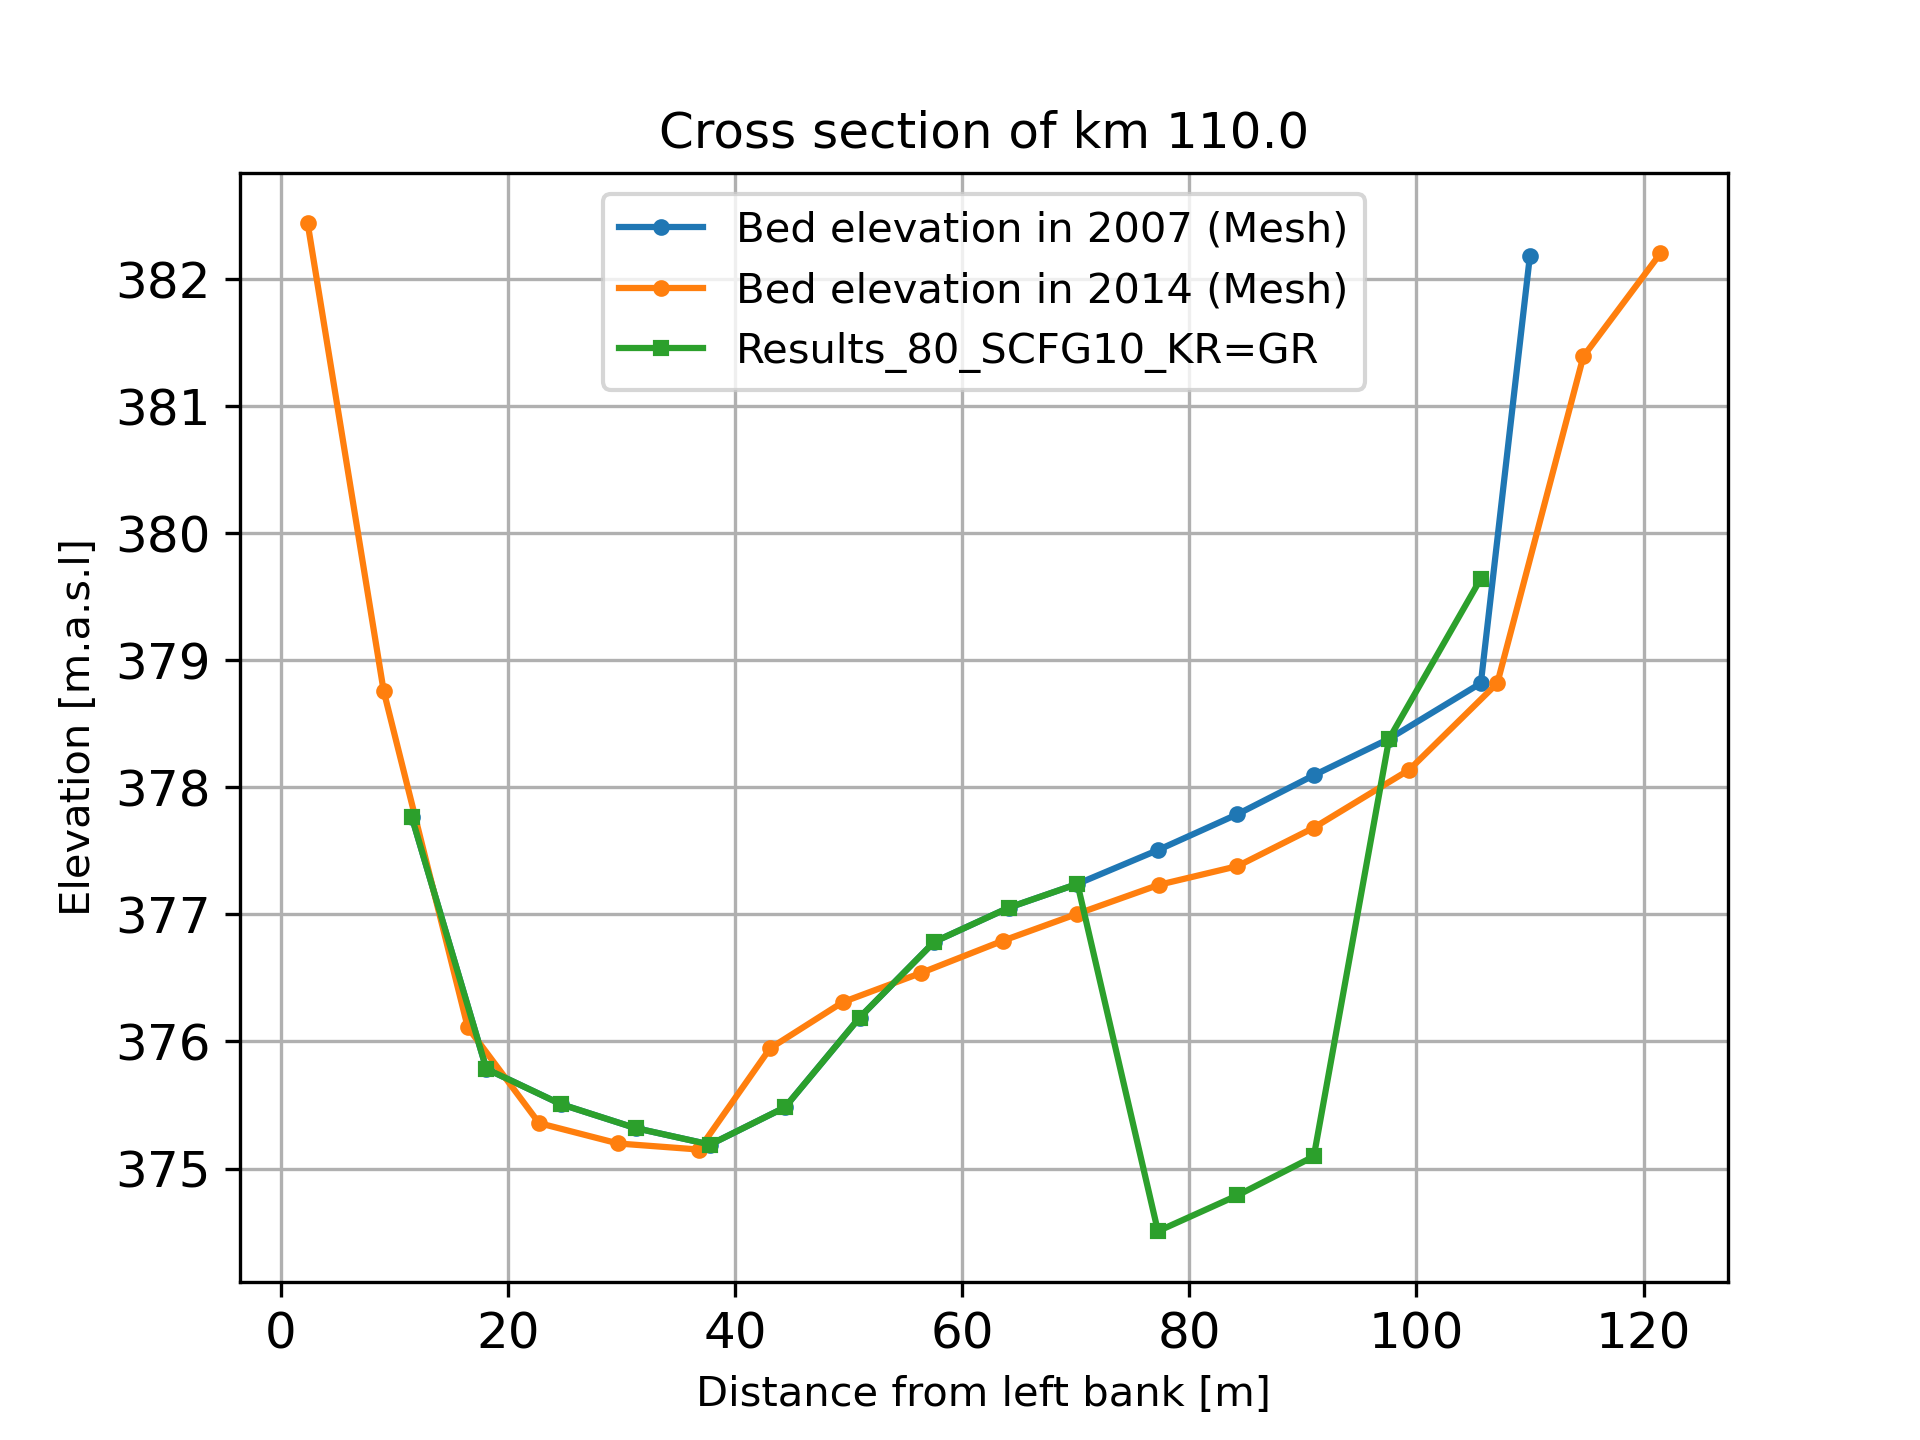 Cross section of km 110.0
Bed elevation in 2007 (Mesh)
Bed elevation in 2014 (Mesh)
Results_80_SCFG10_KR=GR
382
381
380
379
378
377
376
375
Elevation [m.a.s.l]
0 20 40 60 80 100 120
Distance from left bank [m]